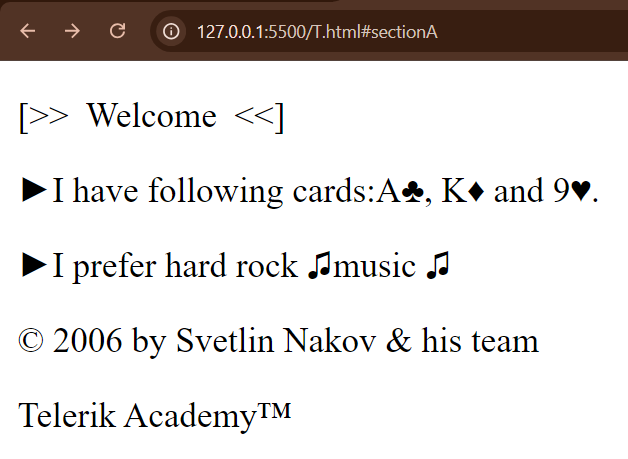 127.0.0.1:5500/T.html#sectionA
[>>  Welcome  <<]
►I have following cards:A♣, K♦ and 9♥.
►I prefer hard rock ♫music ♫
© 2006 by Svetlin Nakov & his team
Telerik Academy™